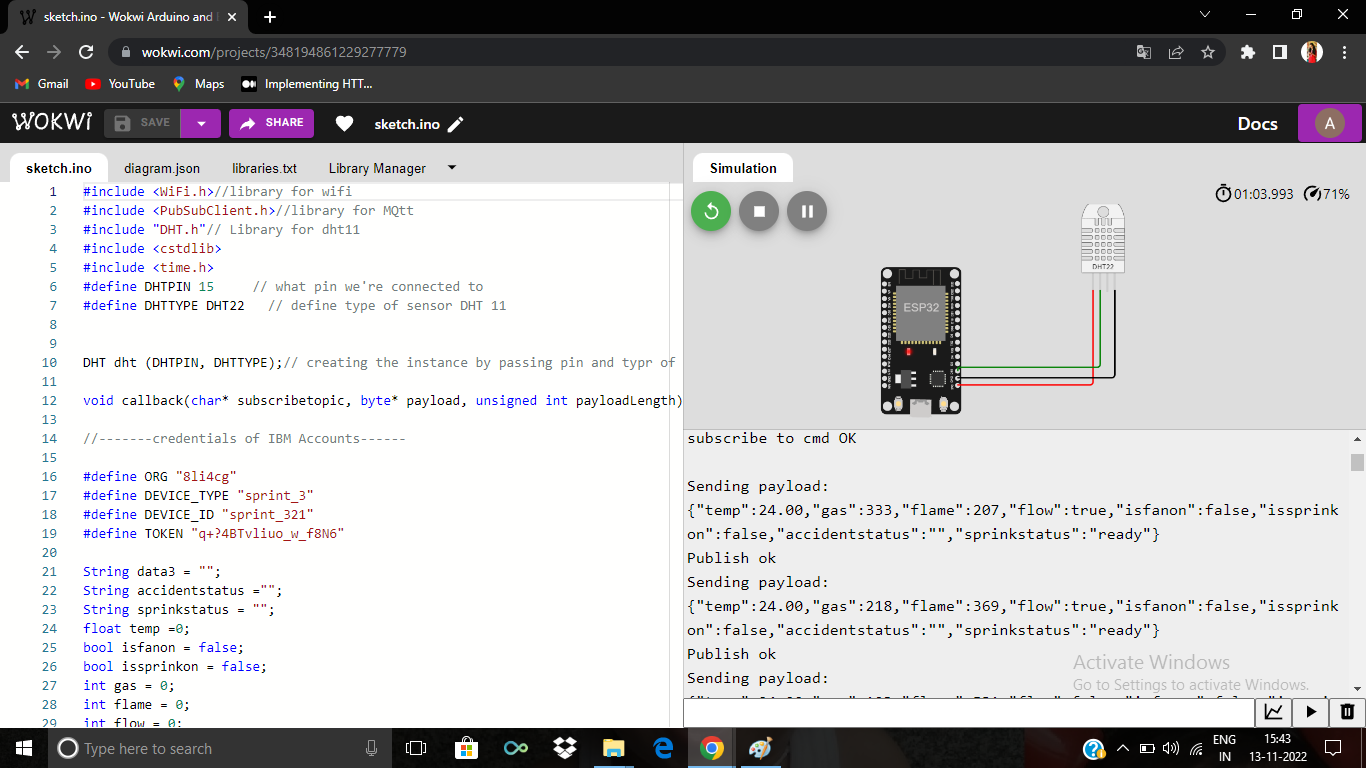 sketch.ino - Wokwi Arduino and
wokwi.com/projects/348194861229277779
Gmail YouTube Maps Implementing HTT...
WOKWi SAVE SHARE sketch.ino Docs A
sketch.ino diagram.json libraries.txt Library Manager
1 #include <WiFi.h>//library for wifi
2 #include <PubSubClient.h>//library for MQtt
3 #include "DHT.h"// Library for dht11
4 #include <cstdlib>
5 #include <time.h>
6 #define DHTPIN 15 // what pin we're connected to
7 #define DHTTYPE DHT22 // define type of sensor DHT 11
8
9
10 DHT dht (DHTPIN, DHTTYPE);// creating the instance by passing pin and typr of
11
12 void callback(char* subscribetopic, byte* payload, unsigned int payloadLength)
13
14 //-------credentials of IBM Accounts------
15
16 #define ORG "8li4cg"
17 #define DEVICE_TYPE "sprint_3"
18 #define DEVICE_ID "sprint_321"
19 #define TOKEN "q+?4BTvliuo_w_f8N6"
20
21 String data3 = "";
22 String accidentstatus ="";
23 String sprinkstatus = "";
24 float temp =0;
25 bool isfanon = false;
26 bool issprinkon = false;
27 int gas = 0;
28 int flame = 0;
29 int flow = 0;
Simulation
01:03.993 71%
DHT22
ESP32
subscribe to cmd OK
Sending payload:
{"temp":24.00,"gas":333,"flame":207,"flow":true,"isfanon":false,"issprink
on":false,"accidentstatus":"","sprinkstatus":"ready"}
Publish ok
Sending payload:
{"temp":24.00,"gas":218,"flame":369,"flow":true,"isfanon":false,"issprink
on":false,"accidentstatus":"","sprinkstatus":"ready"}
Publish ok
Sending payload:
Activate Windows
Go to Settings to activate Windows.
Type here to search
ENG
IN
15:43
13-11-2022